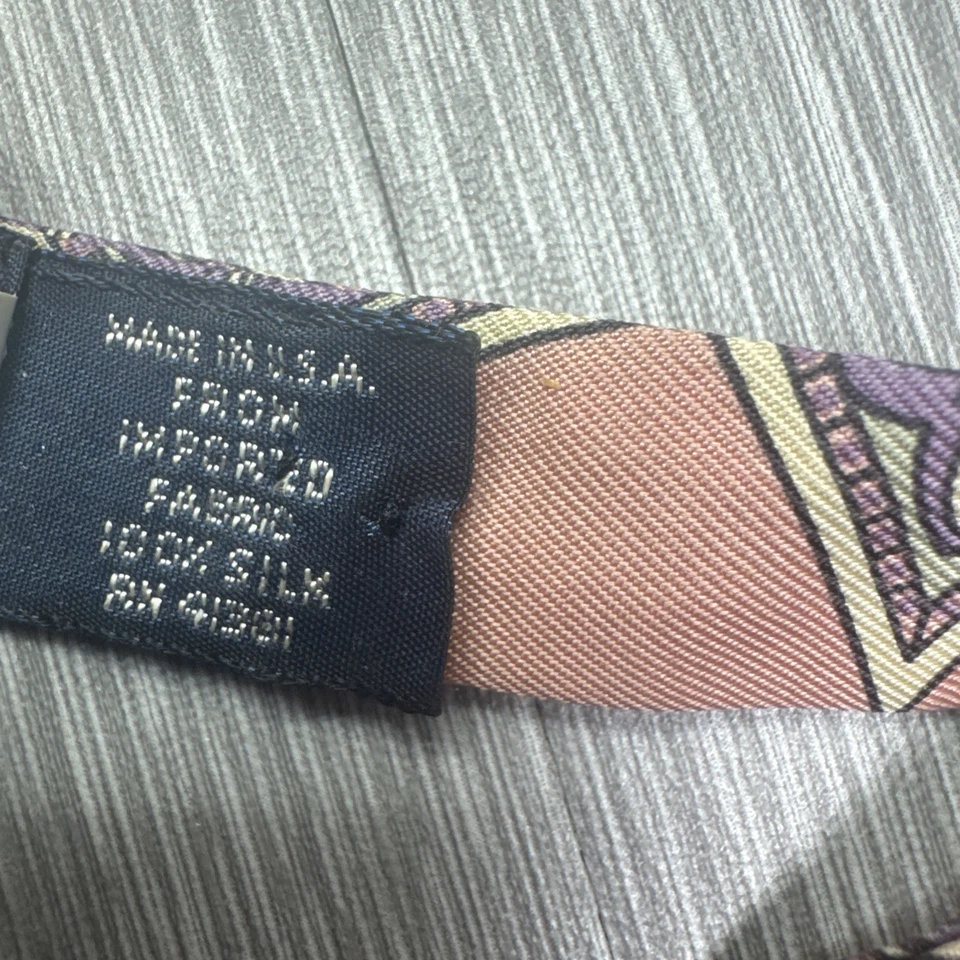 MADE IN U.S.A.
FROM
IMPORTED
FABRIC
100% SILK
RN 41381